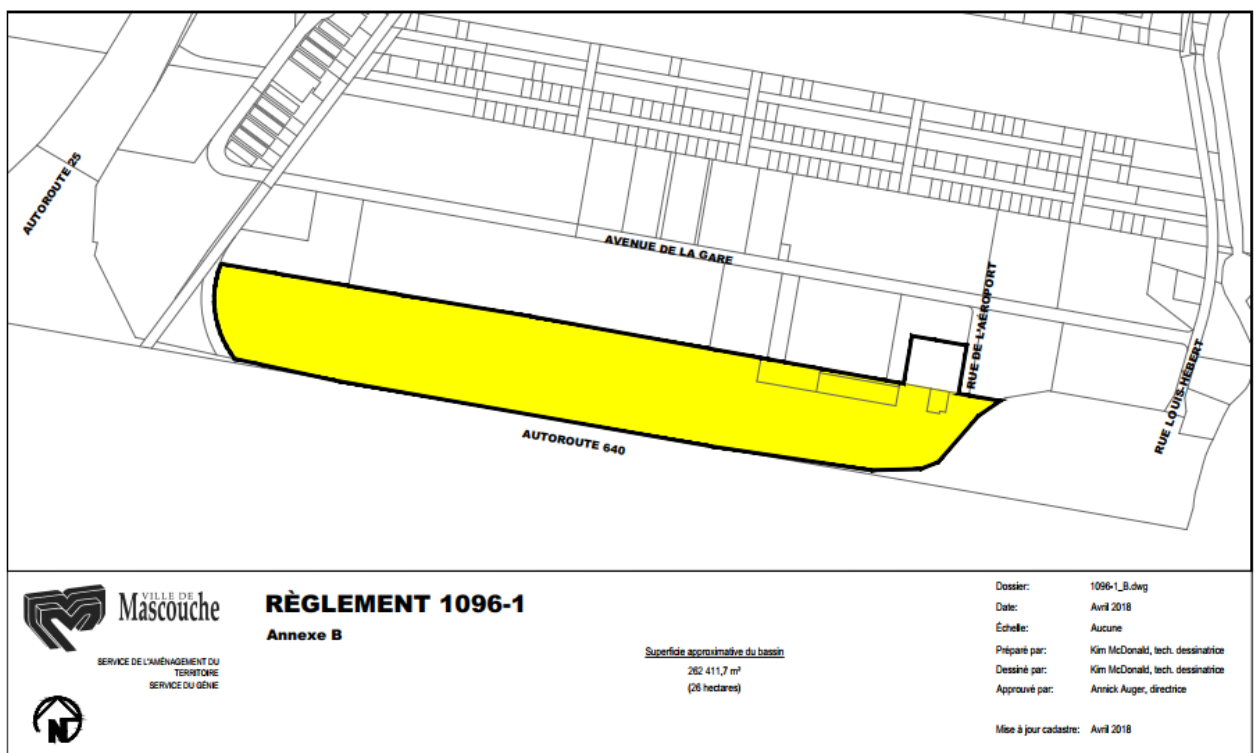 AUTOROUTE 25
AVENUE DE LA GARE
RUE DE L'AÉROPORT
RUE LOUIS-HÉBERT
AUTOROUTE 640
VILLE DE
Mascouche
SERVICE DE L'AMÉNAGEMENT DU
TERRITOIRE
SERVICE DU GÉNIE
N
RÈGLEMENT 1096-1
Annexe B
Superficie approximative du bassin
262 411,7 m²
(26 hectares)
Dossier: 1096-1_B.dwg
Date: Avril 2018
Échelle: Aucune
Préparé par: Kim McDonald, tech. dessinatrice
Dessiné par: Kim McDonald, tech. dessinatrice
Approuvé par: Annick Auger, directrice
Mise à jour cadastre: Avril 2018